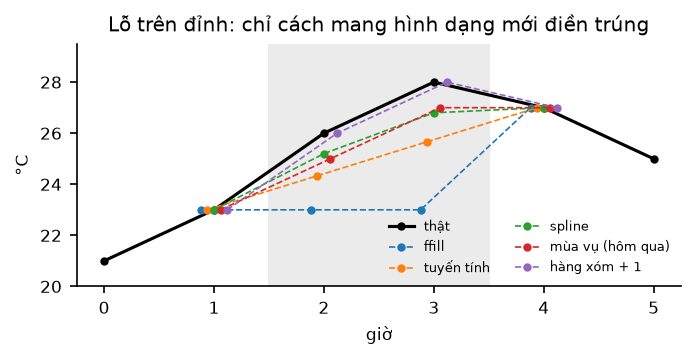 Lỗ trên đỉnh: chỉ cách mang hình dạng mới điền trúng
°C
28
26
24
22
20
0 1 2 3 4 5
giờ
thật
ffill
tuyến tính
spline
mùa vụ (hôm qua)
hàng xóm + 1